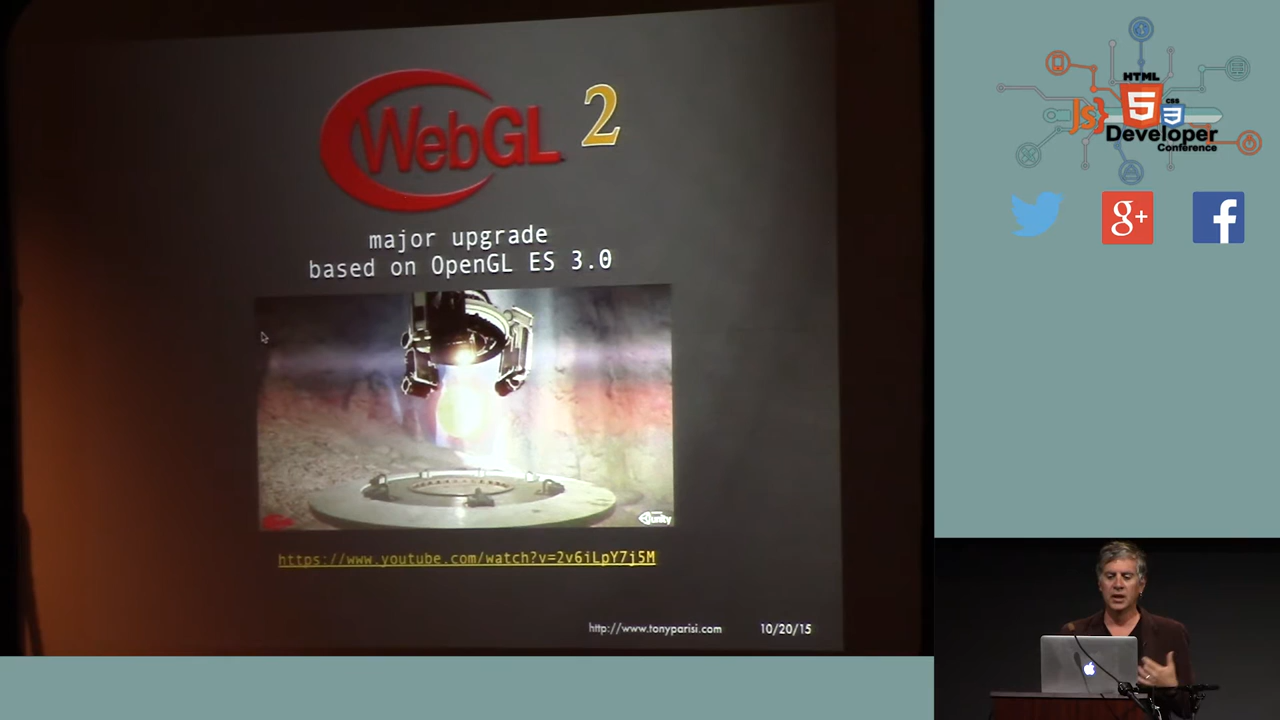 WebGL 2
major upgrade
based on OpenGL ES 3.0
unity
https://www.youtube.com/watch?v=2v6iLpY7j5M
http://www.tonyparisi.com 10/20/15
HTML
5
css
3
JS}
Developer
Conference
g+
f